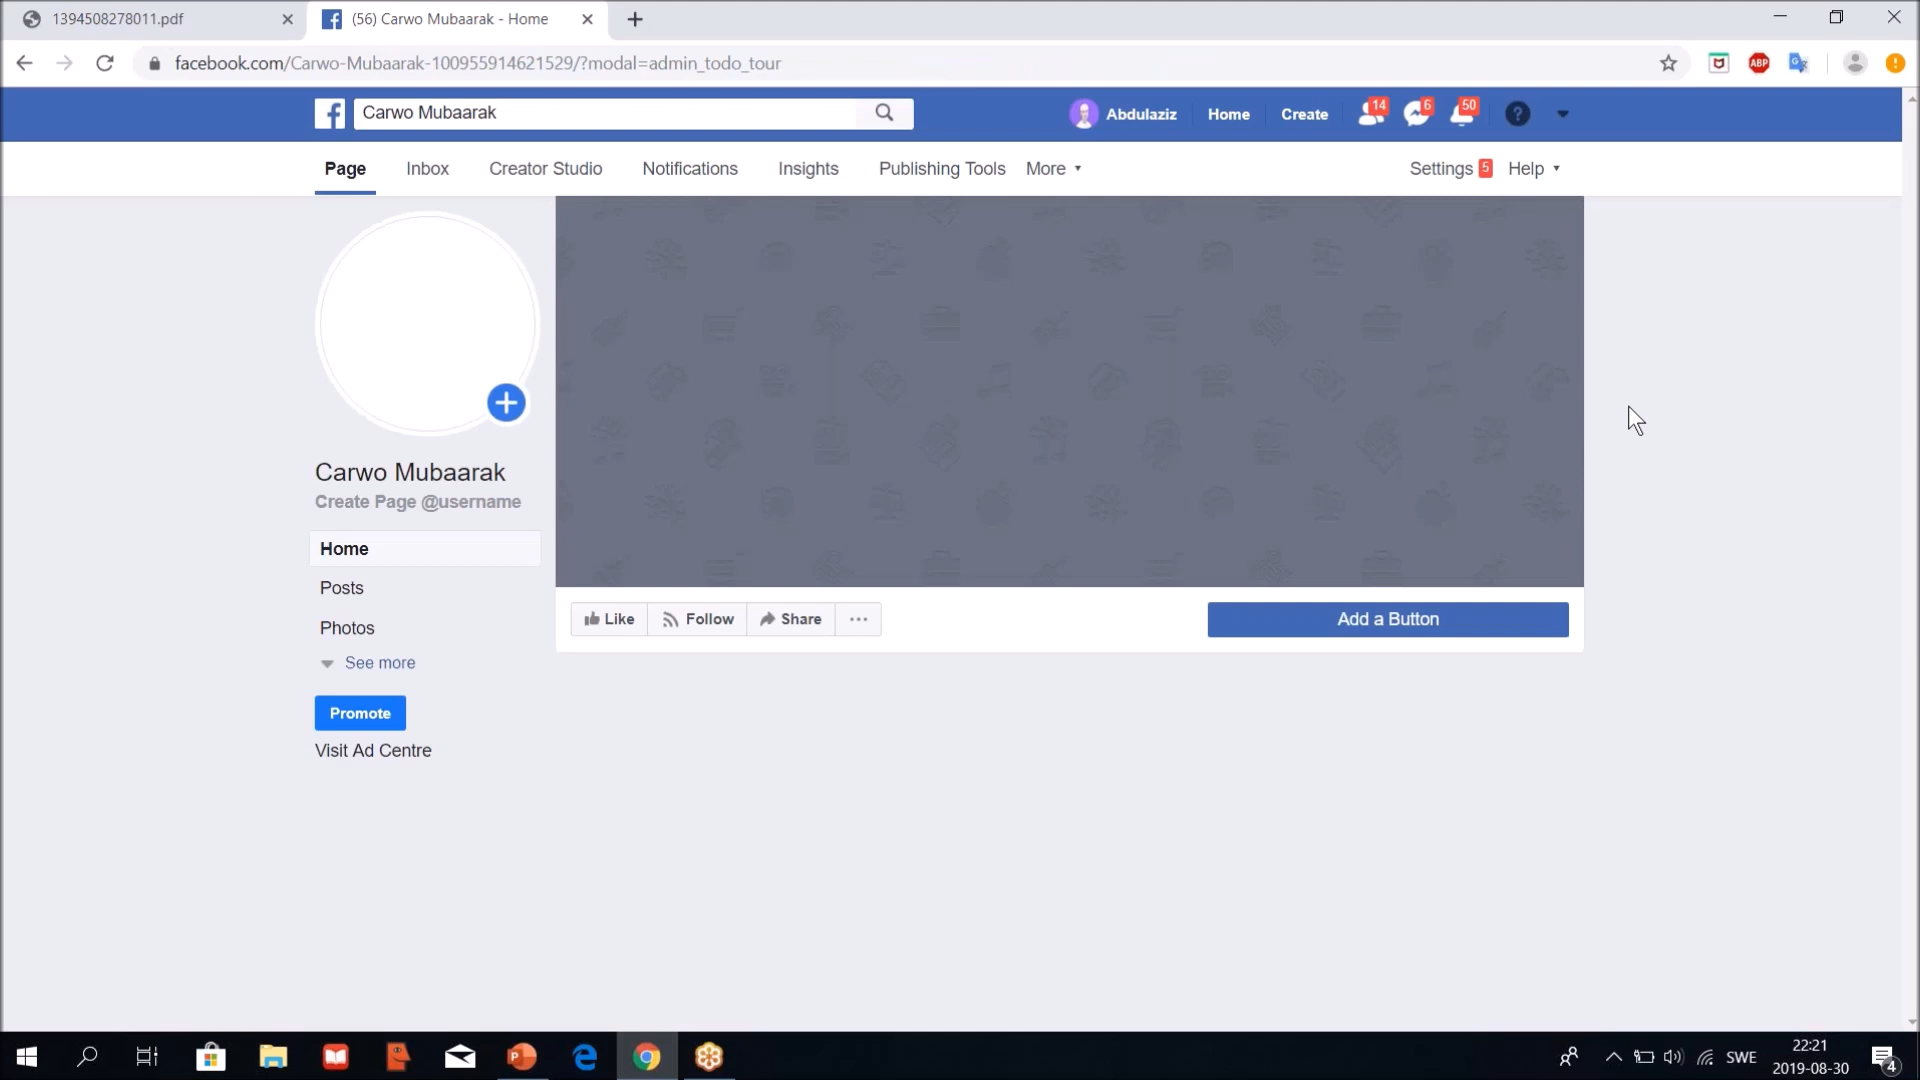 1394508278011.pdf
(56) Carwo Mubaarak - Home
facebook.com/Carwo-Mubaarak-100955914621529/?modal=admin_todo_tour
ABP
Carwo Mubaarak
Abdulaziz Home Create 14 6 50 ?
Page Inbox Creator Studio Notifications Insights Publishing Tools More Settings 5 Help
Carwo Mubaarak
Create Page @username
Home
Posts
Photos
See more
Promote
Visit Ad Centre
Like Follow Share ... Add a Button
SWE
22:21
2019-08-30
4